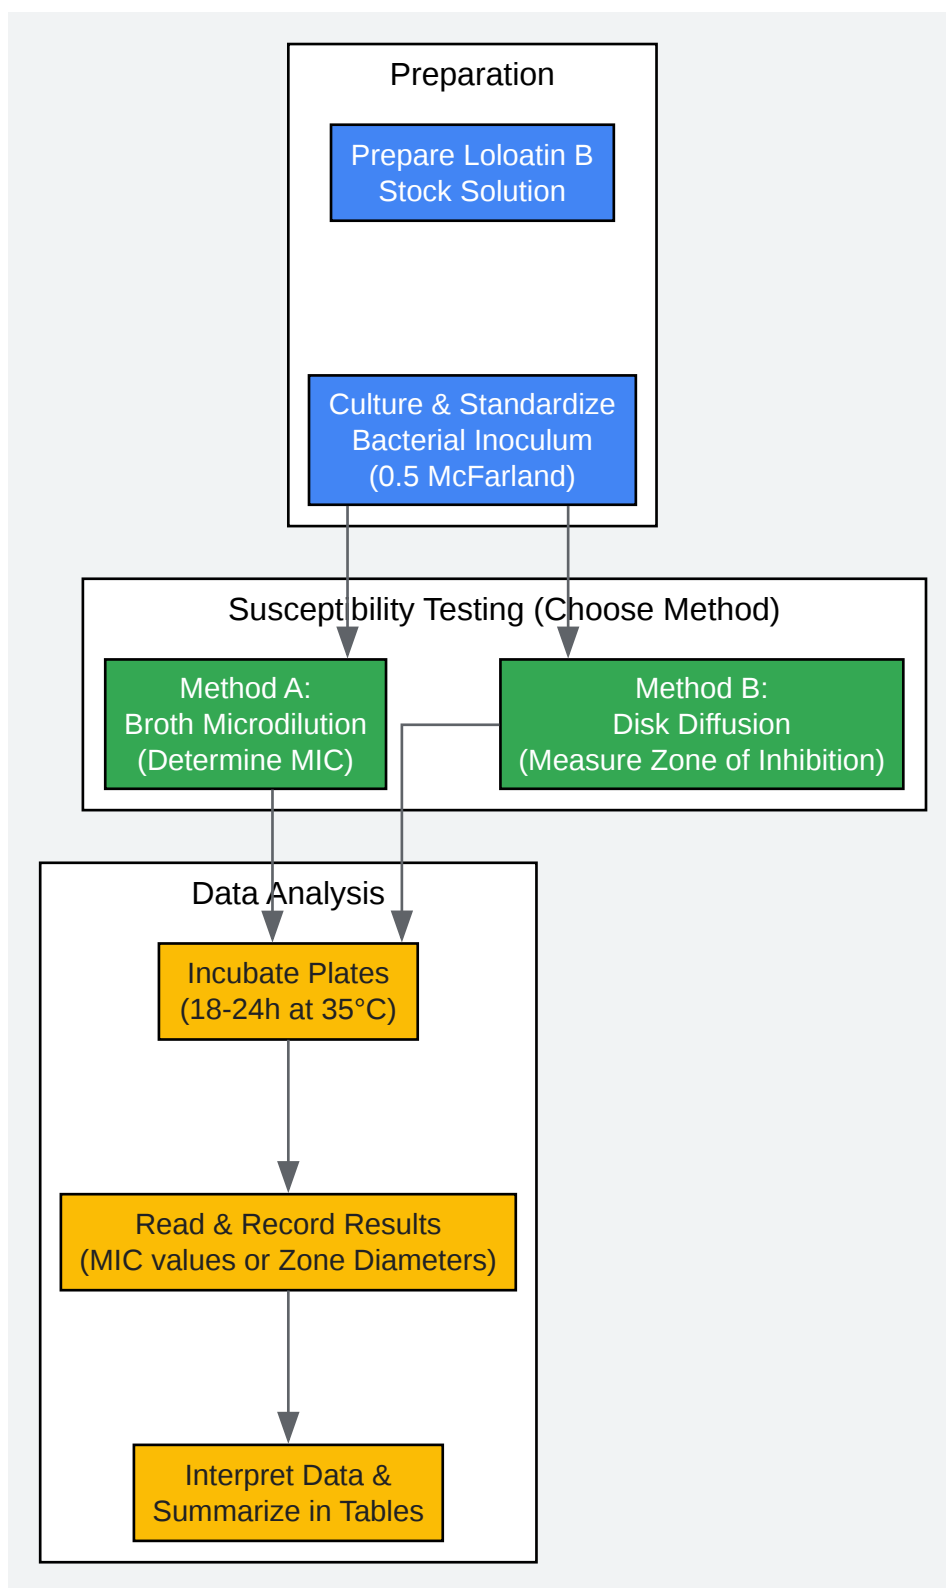 Preparation
Prepare Loloatin B
Stock Solution
Culture & Standardize
Bacterial Inoculum
(0.5 McFarland)
Susceptibility Testing (Choose Method)
Method A:
Broth Microdilution
(Determine MIC)
Method B:
Disk Diffusion
(Measure Zone of Inhibition)
Data Analysis
Incubate Plates
(18-24h at 35°C)
Read & Record Results
(MIC values or Zone Diameters)
Interpret Data &
Summarize in Tables